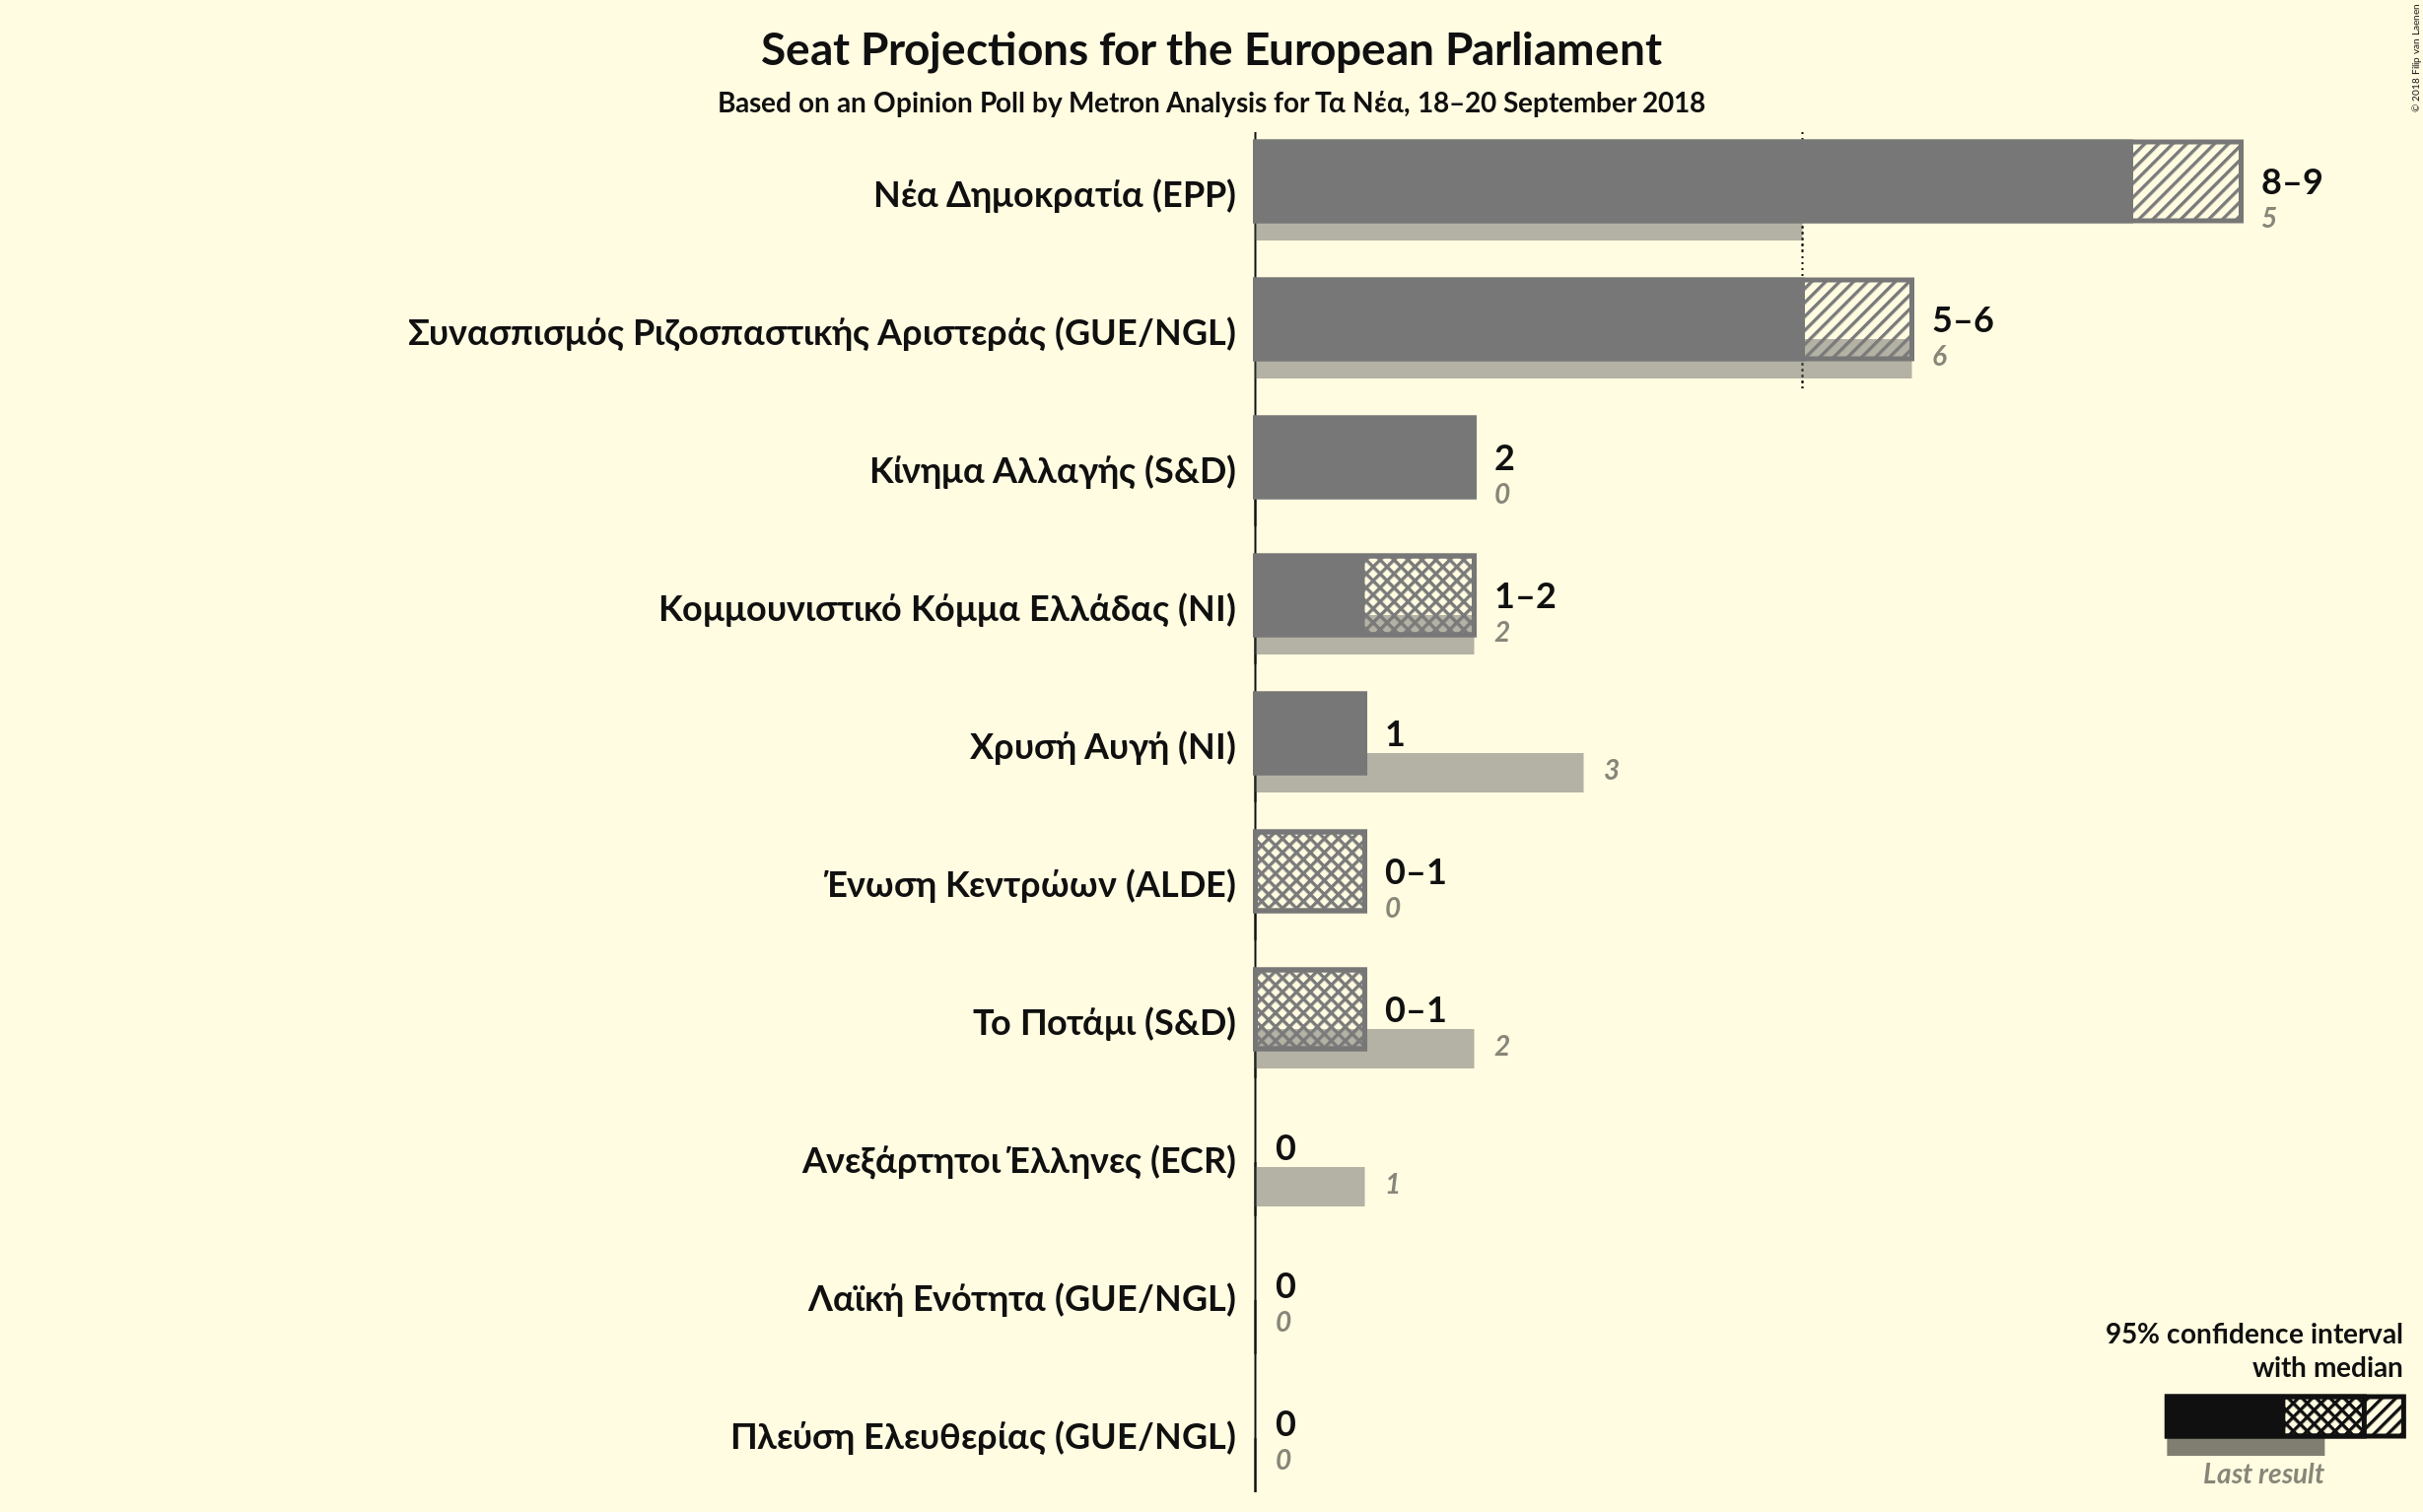 Seat Projections for the European Parliament
Based on an Opinion Poll by Metron Analysis for Τα Νέα, 18–20 September 2018
© 2018 Filip van Laenen
Νέα Δημοκρατία (EPP)
8–9
5
Συνασπισμός Ριζοσπαστικής Αριστεράς (GUE/NGL)
5–6
6
Κίνημα Αλλαγής (S&D)
2
0
Κομμουνιστικό Κόμμα Ελλάδας (NI)
1–2
2
Χρυσή Αυγή (NI)
1
3
Ένωση Κεντρώων (ALDE)
0–1
0
Το Ποτάμι (S&D)
0–1
2
Ανεξάρτητοι Έλληνες (ECR)
0
1
Λαϊκή Ενότητα (GUE/NGL)
0
0
Πλεύση Ελευθερίας (GUE/NGL)
0
0
95% confidence interval
with median
Last result